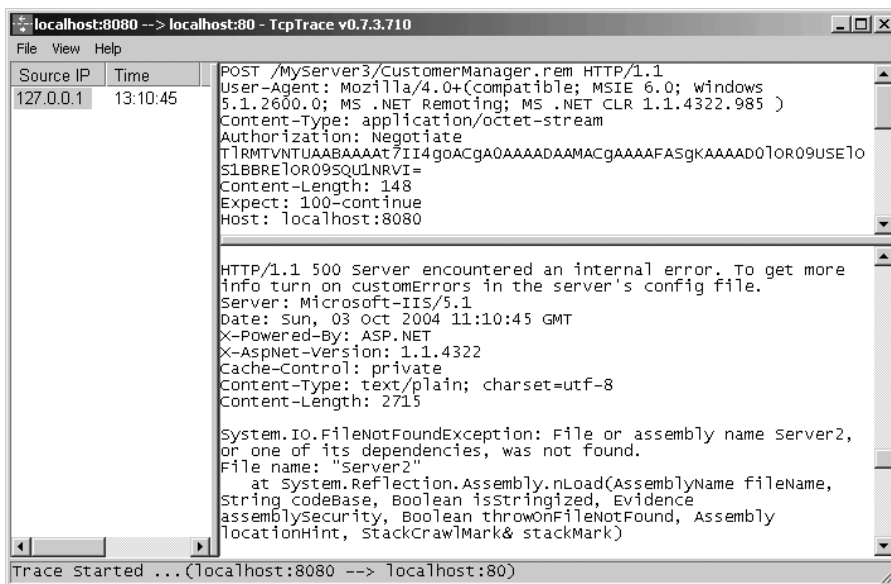 localhost:8080 --> localhost:80 - TcpTrace v0.7.3.710
File View Help
Source IP Time
127.0.0.1 13:10:45
POST /MyServer3/CustomerManager.rem HTTP/1.1
User-Agent: Mozilla/4.0+(compatible; MSIE 6.0; Windows
5.1.2600.0; MS .NET Remoting; MS .NET CLR 1.1.4322.985 )
Content-Type: application/octet-stream
Authorization: Negotiate
TlRMTVNTUAABAAAAt7II4goACgA0AAAADAAMACgAAAAFASgKAAAAD0lOR09USElO
S1BBRElOR09SQU1NRVI=
Content-Length: 148
Expect: 100-continue
Host: localhost:8080
HTTP/1.1 500 Server encountered an internal error. To get more
info turn on customErrors in the server's config file.
Server: Microsoft-IIS/5.1
Date: Sun, 03 Oct 2004 11:10:45 GMT
X-Powered-By: ASP.NET
X-AspNet-Version: 1.1.4322
Cache-Control: private
Content-Type: text/plain; charset=utf-8
Content-Length: 2715
System.IO.FileNotFoundException: File or assembly name Server2,
or one of its dependencies, was not found.
File name: "Server2"
at System.Reflection.Assembly.nLoad(AssemblyName fileName,
String codeBase, Boolean isStringized, Evidence
assemblySecurity, Boolean throwOnFileNotFound, Assembly
locationHint, StackCrawlMark& stackMark)
Trace Started ...(localhost:8080 --> localhost:80)